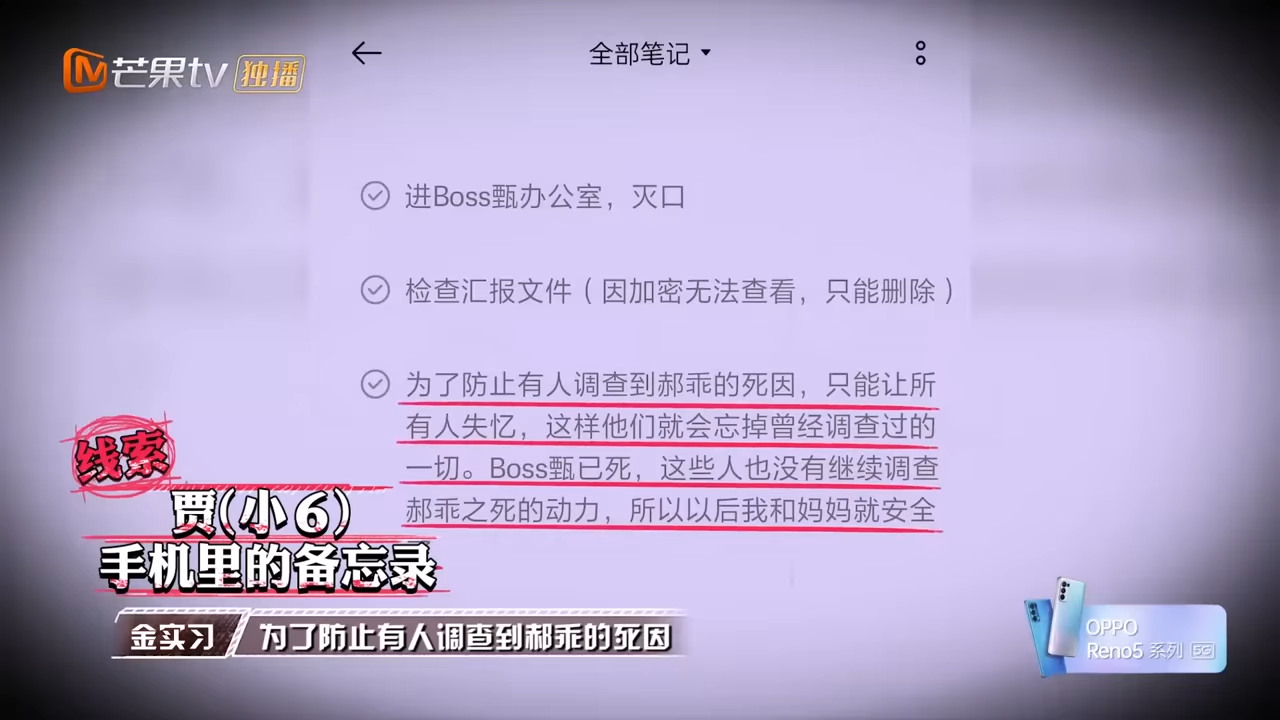 芒果tv 独播
全部笔记
进Boss甄办公室，灭口
检查汇报文件（因加密无法查看，只能删除）
为了防止有人调查到郝乖的死因，只能让所
有人失忆，这样他们就会忘掉曾经调查过的
一切。Boss甄已死，这些人也没有继续调查
郝乖之死的动力，所以以后我和妈妈就安全
线索
贾(小6)
手机里的备忘录
金实习 为了防止有人调查到郝乖的死因
OPPO
Reno5 系列 5G